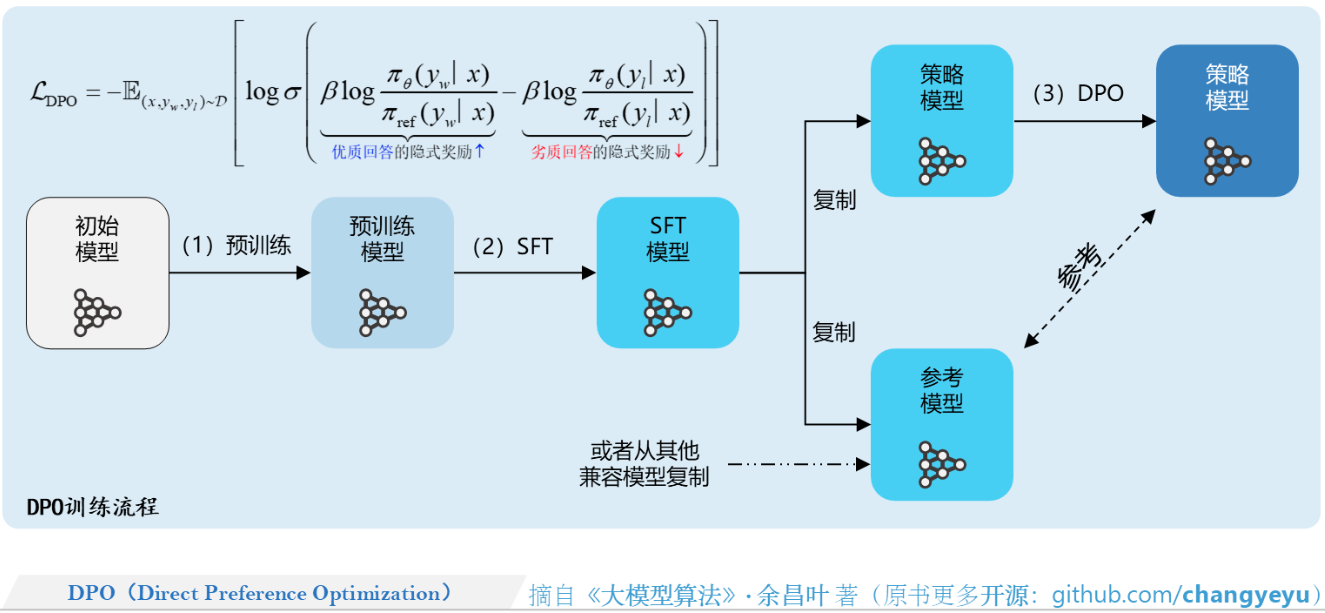 $\mathcal{L}_{\mathrm{DPO}} = -\mathbb{E}_{(x, y_w, y_l) \sim \mathcal{D}} \left[ \log \sigma \left( \underbrace{\beta \log \frac{\pi_\theta(y_w | x)}{\pi_{\mathrm{ref}}(y_w | x)}}_{\text{优质回答的隐式奖励↑}} - \underbrace{\beta \log \frac{\pi_\theta(y_l | x)}{\pi_{\mathrm{ref}}(y_l | x)}}_{\text{劣质回答的隐式奖励↓}} \right) \right]$
初始
模型
（1）预训练
预训练
模型
（2）SFT
SFT
模型
复制
策略
模型
（3）DPO
策略
模型
复制
参考
模型
参考
或者从其他
兼容模型复制
DPO训练流程
DPO（Direct Preference Optimization）
摘自《大模型算法》· 余昌叶 著（原书更多开源：github.com/changyeyu）